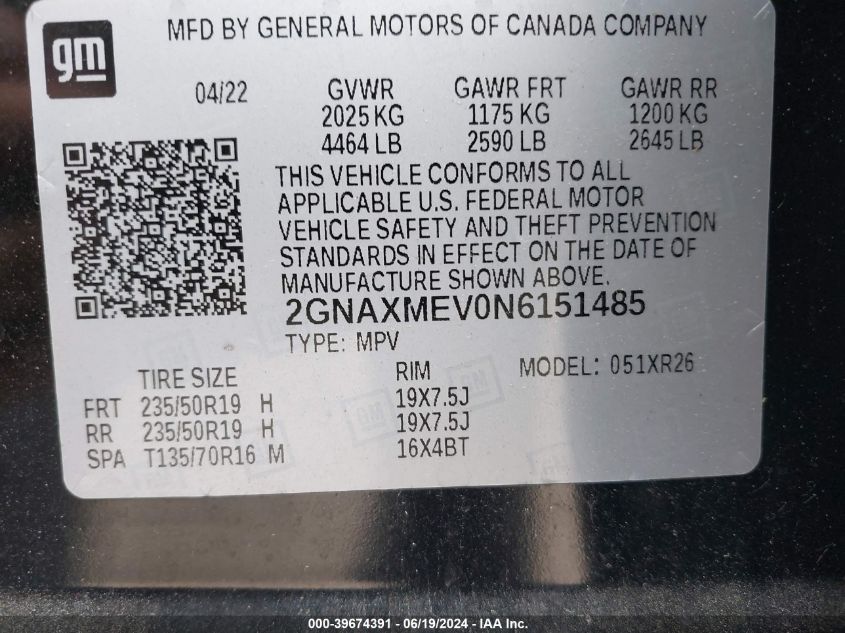 gm
MFD BY GENERAL MOTORS OF CANADA COMPANY
04/22 GVWR GAWR FRT GAWR RR
2025 KG 1175 KG 1200 KG
4464 LB 2590 LB 2645 LB
THIS VEHICLE CONFORMS TO ALL
APPLICABLE U.S. FEDERAL MOTOR
VEHICLE SAFETY AND THEFT PREVENTION
STANDARDS IN EFFECT ON THE DATE OF
MANUFACTURE SHOWN ABOVE.
2GNAXMEV0N6151485
TYPE: MPV
TIRE SIZE RIM MODEL: 051XR26
FRT 235/50R19 H 19X7.5J
RR 235/50R19 H 19X7.5J
SPA T135/70R16 M 16X4BT
000-39674391 - 06/19/2024 - IAA Inc.